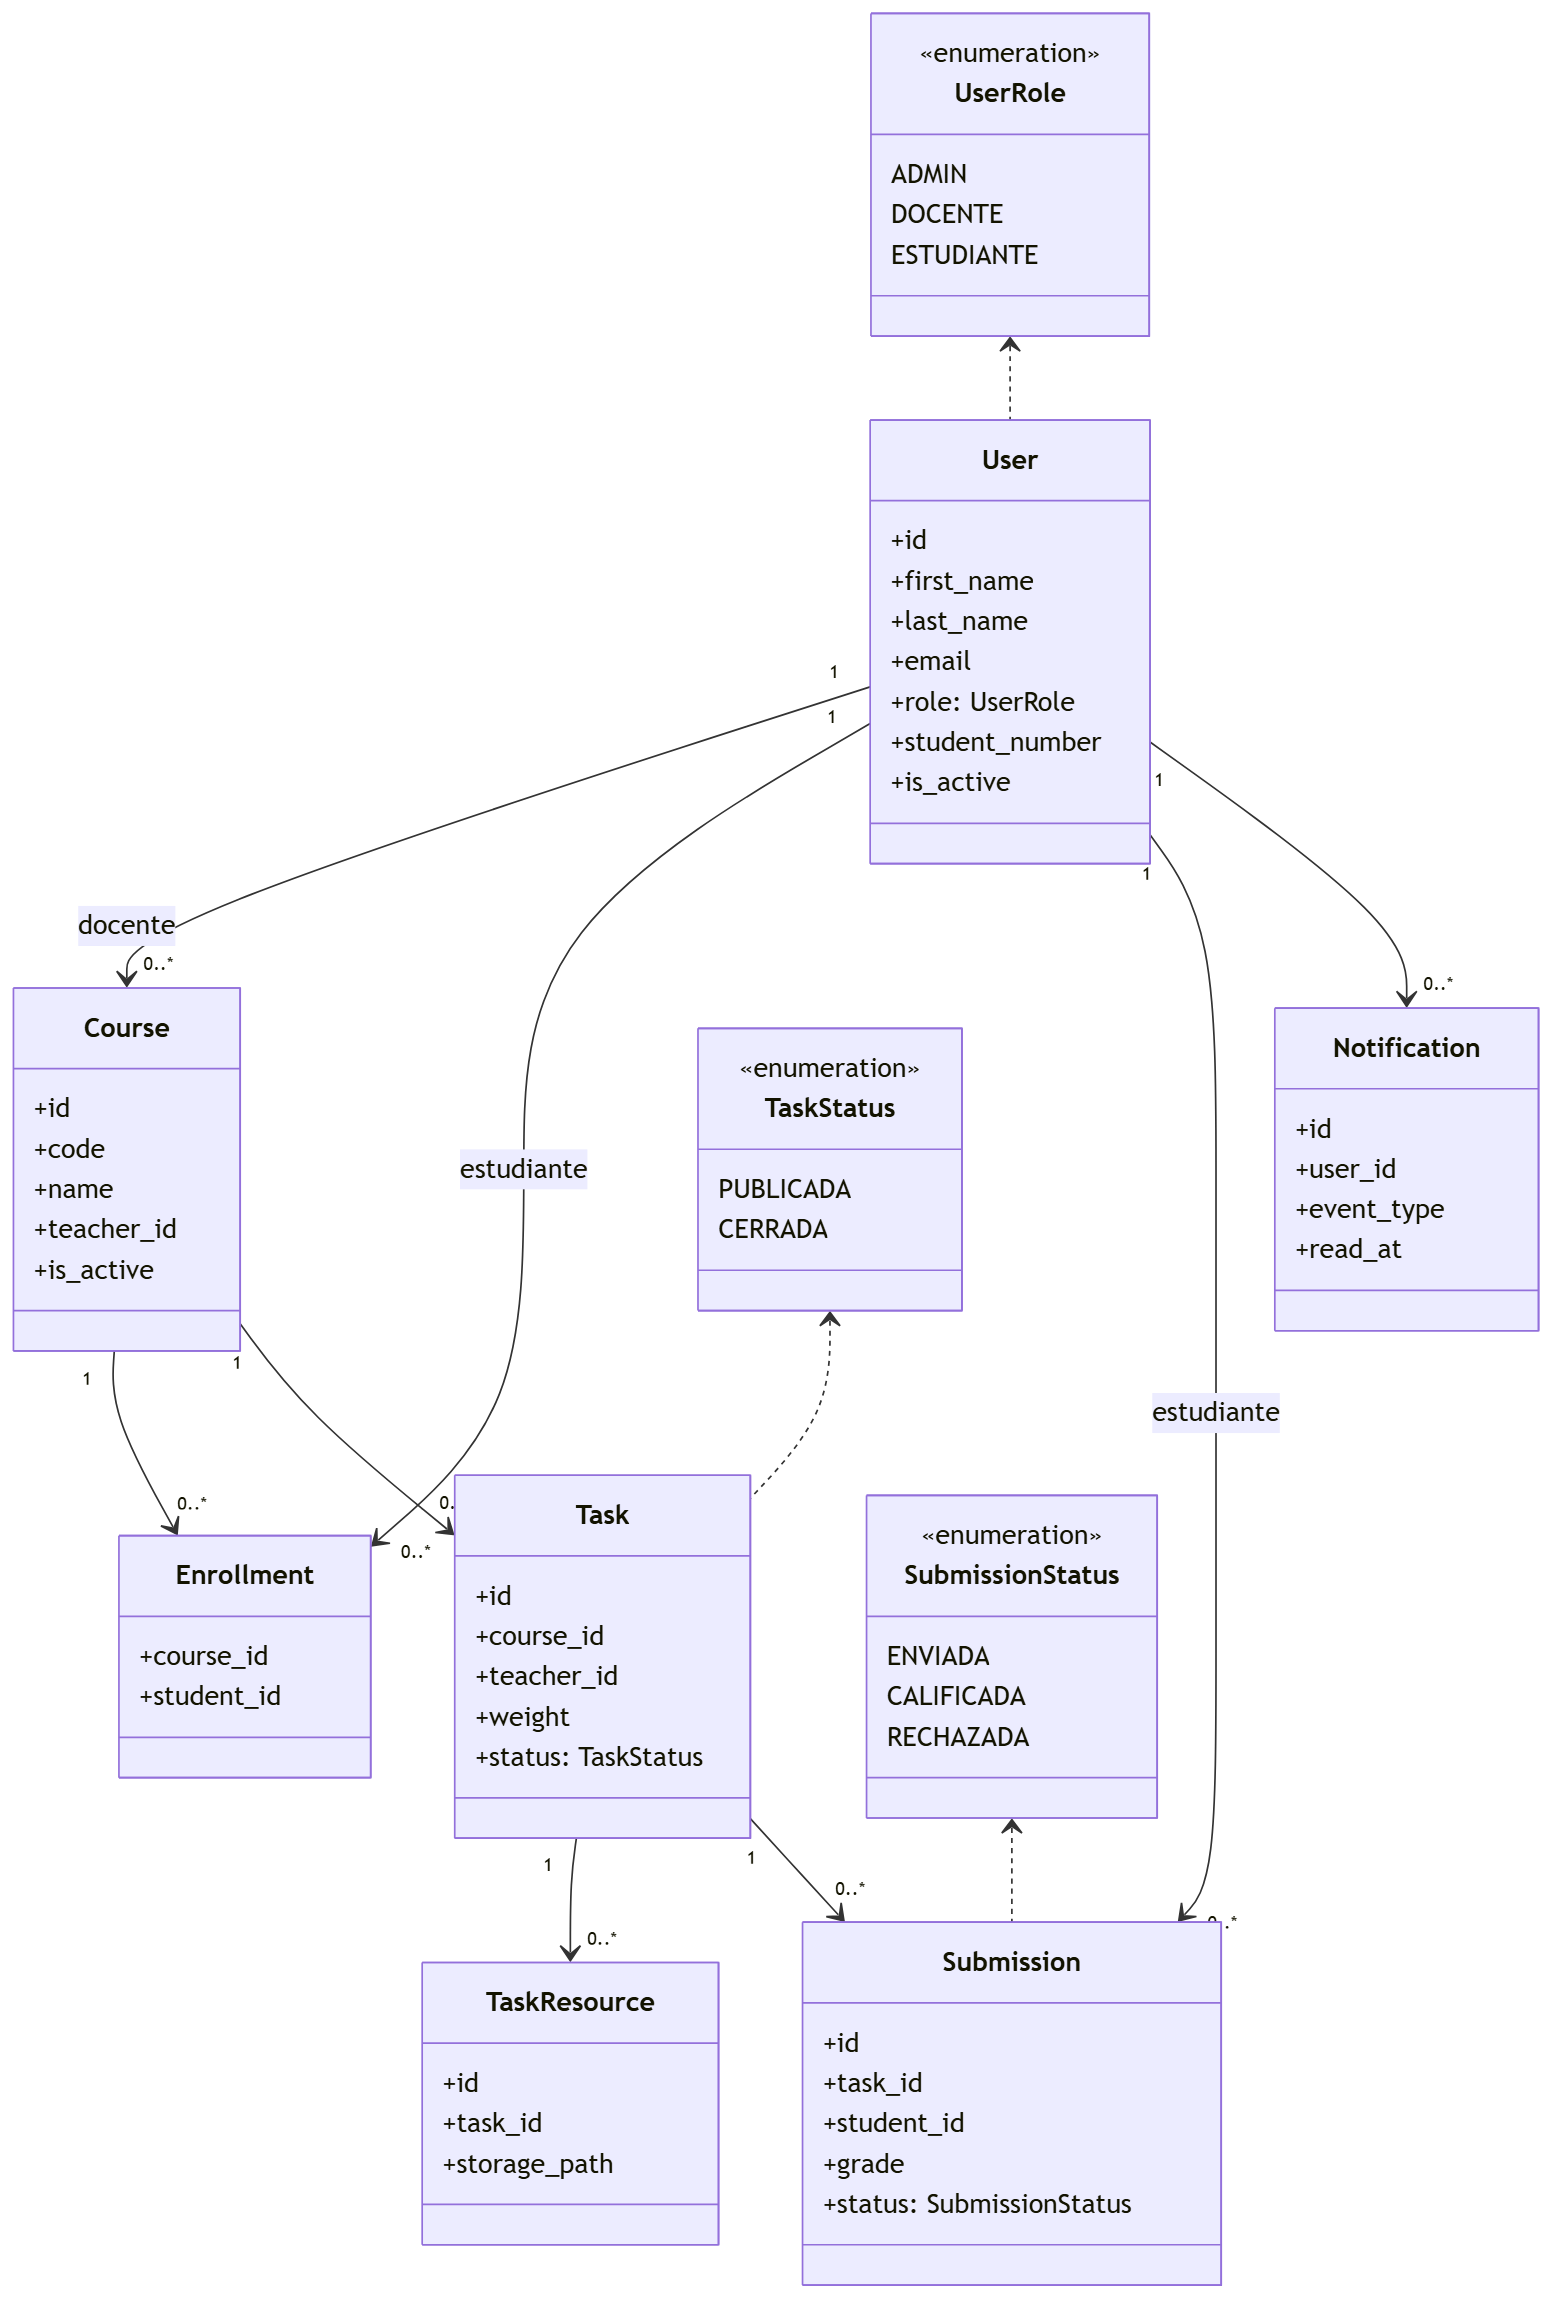 «enumeration»
UserRole
ADMIN
DOCENTE
ESTUDIANTE
User
+id
+first_name
+last_name
+email
+role: UserRole
+student_number
+is_active
1
1
1
1
docente
0..*
0..*
Course
+id
+code
+name
+teacher_id
+is_active
«enumeration»
TaskStatus
PUBLICADA
CERRADA
Notification
+id
+user_id
+event_type
+read_at
estudiante
estudiante
1
1
0..*
0..
0..*
Enrollment
+course_id
+student_id
Task
+id
+course_id
+teacher_id
+weight
+status: TaskStatus
«enumeration»
SubmissionStatus
ENVIADA
CALIFICADA
RECHAZADA
1
1
0..*
0..*
0..*
TaskResource
+id
+task_id
+storage_path
Submission
+id
+task_id
+student_id
+grade
+status: SubmissionStatus